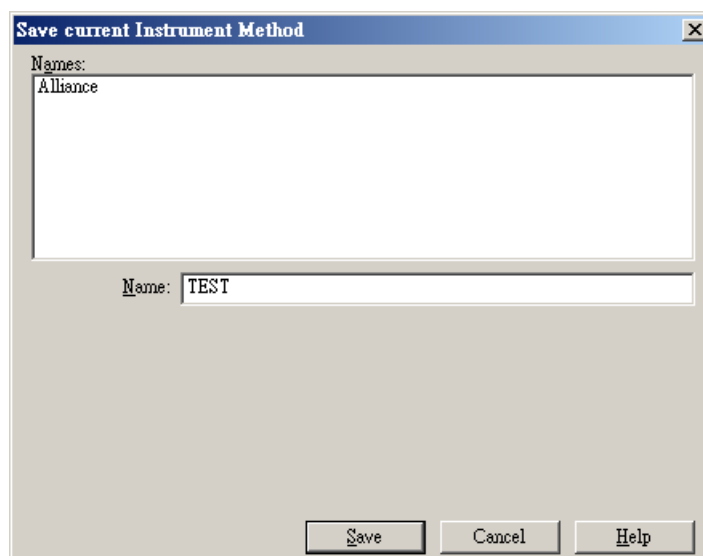 Save current Instrument Method
Names:
Alliance
Name: TEST
Save Cancel Help